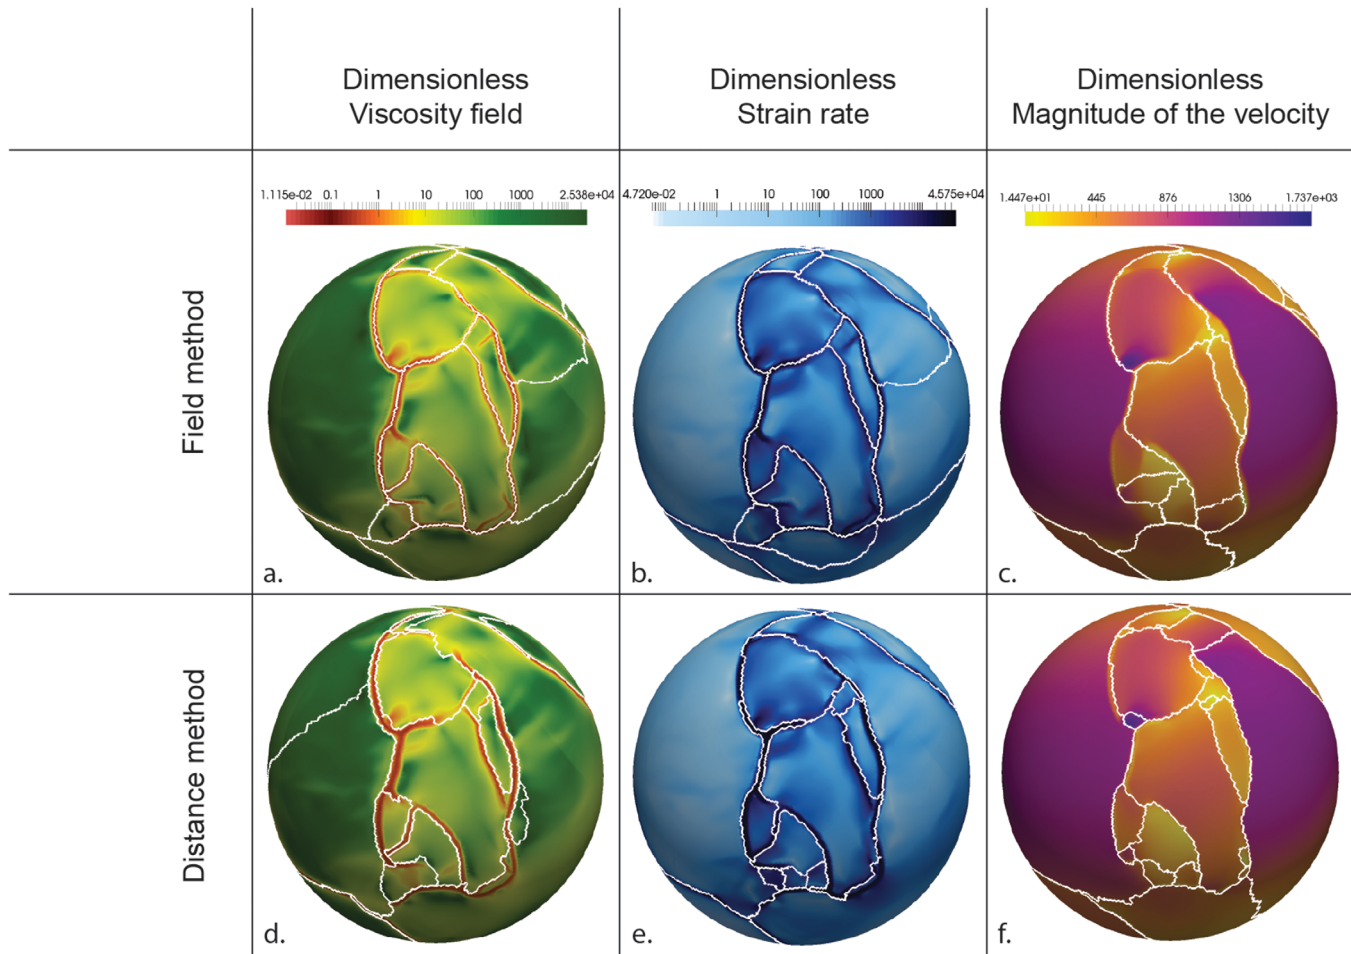 Dimensionless
Viscosity field
Dimensionless
Strain rate
Dimensionless
Magnitude of the velocity
Field method
1.115e-02 0.1 1 10 100 1000 2.538e+04
4.720e-02 1 10 100 1000 4.575e+04
1.447e+01 445 876 1306 1.737e+03
a.
b.
c.
Distance method
d.
e.
f.